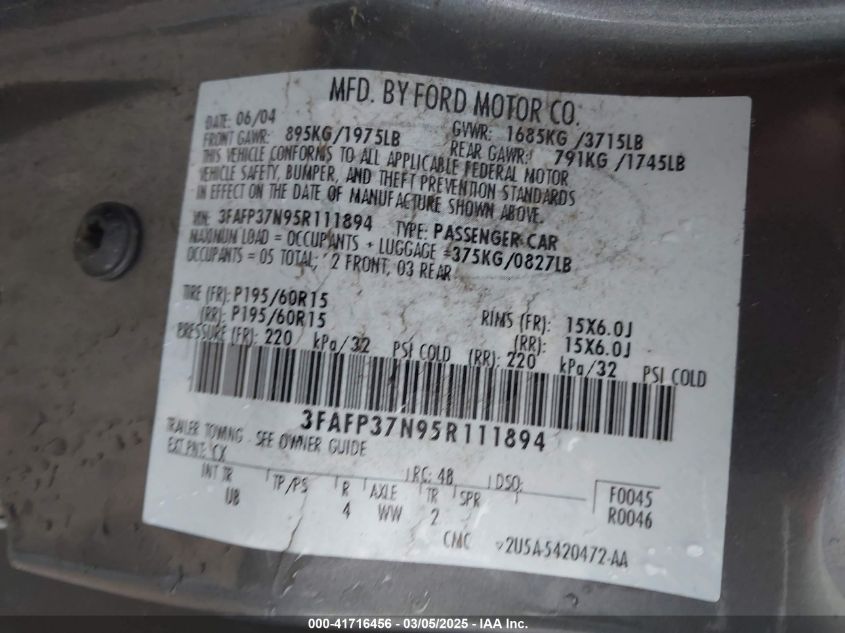 MFD. BY FORD MOTOR CO.
DATE: 06/04 GVWR: 1685KG /3715LB
FRONT GAWR: 895KG/1975LB REAR GAWR: 791KG /1745LB
THIS VEHICLE CONFORMS TO ALL APPLICABLE FEDERAL MOTOR
VEHICLE SAFETY, BUMPER, AND THEFT PREVENTION STANDARDS
IN EFFECT ON THE DATE OF MANUFACTURE SHOWN ABOVE.
VIN: 3FAFP37N95R111894 TYPE: PASSENGER CAR
MAXIMUM LOAD = OCCUPANTS + LUGGAGE =375KG/0827LB
OCCUPANTS = 05 TOTAL; 2 FRONT, 03 REAR
TIRE (FR): P195/60R15 RIMS (FR): 15X6.0J
(RR): P195/60R15 (RR): 15X6.0J
PRESSURE (FR): 220 kPa/32 PSI COLD (RR): 220 kPa/32 PSI COLD
3FAFP37N95R111894
TRAILER TOWING - SEE OWNER GUIDE
EXT PNT: CX RC: 48 DSO: F0045
INT TR TP/PS R AXLE TR SPR R0046
UB 4 WW 2
CMC 2U5A-5420472-AA
000-41716456 - 03/05/2025 - IAA Inc.